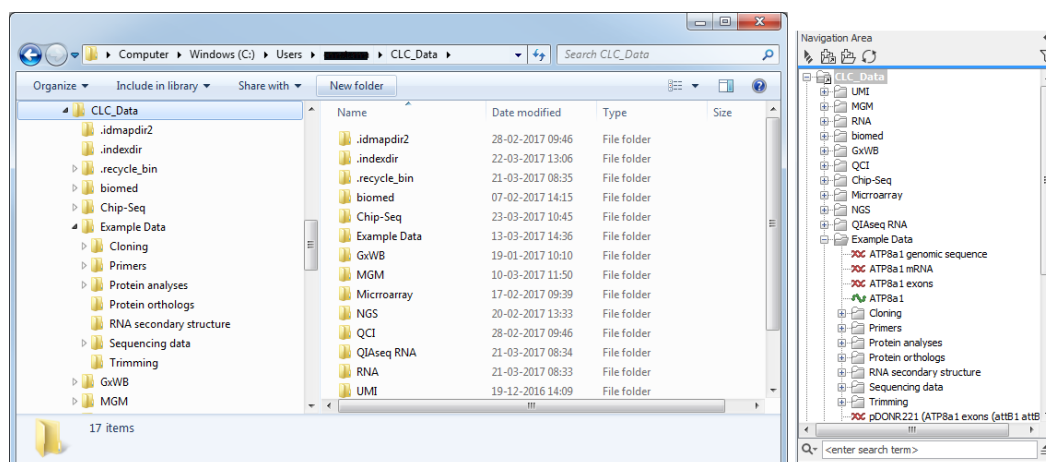 Computer Windows (C:) Users CLC_Data Search CLC_Data
Organize Include in library Share with New folder
CLC_Data
.idmapdir2
.indexdir
.recycle_bin
biomed
Chip-Seq
Example Data
Cloning
Primers
Protein analyses
Protein orthologs
RNA secondary structure
Sequencing data
Trimming
GxWB
MGM
Name Date modified Type Size
.idmapdir2 28-02-2017 09:46 File folder
.indexdir 22-03-2017 13:06 File folder
.recycle_bin 21-03-2017 08:35 File folder
biomed 07-02-2017 14:15 File folder
Chip-Seq 23-03-2017 10:45 File folder
Example Data 13-03-2017 14:36 File folder
GxWB 19-01-2017 10:10 File folder
MGM 10-03-2017 11:50 File folder
Micrroarray 17-02-2017 09:39 File folder
NGS 20-02-2017 13:33 File folder
QCI 28-02-2017 09:46 File folder
QIAseq RNA 21-03-2017 08:34 File folder
RNA 21-03-2017 08:33 File folder
UMI 19-12-2016 14:09 File folder
17 items
Navigation Area
CLC_Data
UMI
MGM
RNA
biomed
GxWB
QCI
Chip-Seq
Micrroarray
NGS
QIAseq RNA
Example Data
ATP8a1 genomic sequence
ATP8a1 mRNA
ATP8a1 exons
ATP8a1
Cloning
Primers
Protein analyses
Protein orthologs
RNA secondary structure
Sequencing data
Trimming
pDONR221 (ATP8a1 exons (attB1 attB
<enter search term>